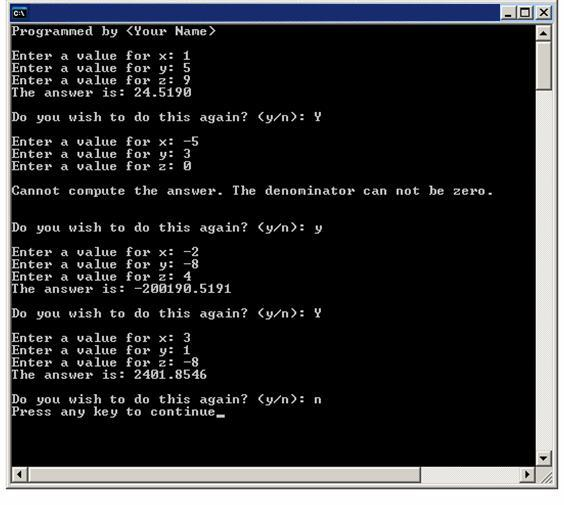 C:\
Programmed by <Your Name>
Enter a value for x: 1
Enter a value for y: 5
Enter a value for z: 9
The answer is: 24.5190
Do you wish to do this again? (y/n): Y
Enter a value for x: -5
Enter a value for y: 3
Enter a value for z: 0
Cannot compute the answer. The denominator can not be zero.
Do you wish to do this again? (y/n): y
Enter a value for x: -2
Enter a value for y: -8
Enter a value for z: 4
The answer is: -200190.5191
Do you wish to do this again? (y/n): Y
Enter a value for x: 3
Enter a value for y: 1
Enter a value for z: -8
The answer is: 2401.8546
Do you wish to do this again? (y/n): n
Press any key to continue_